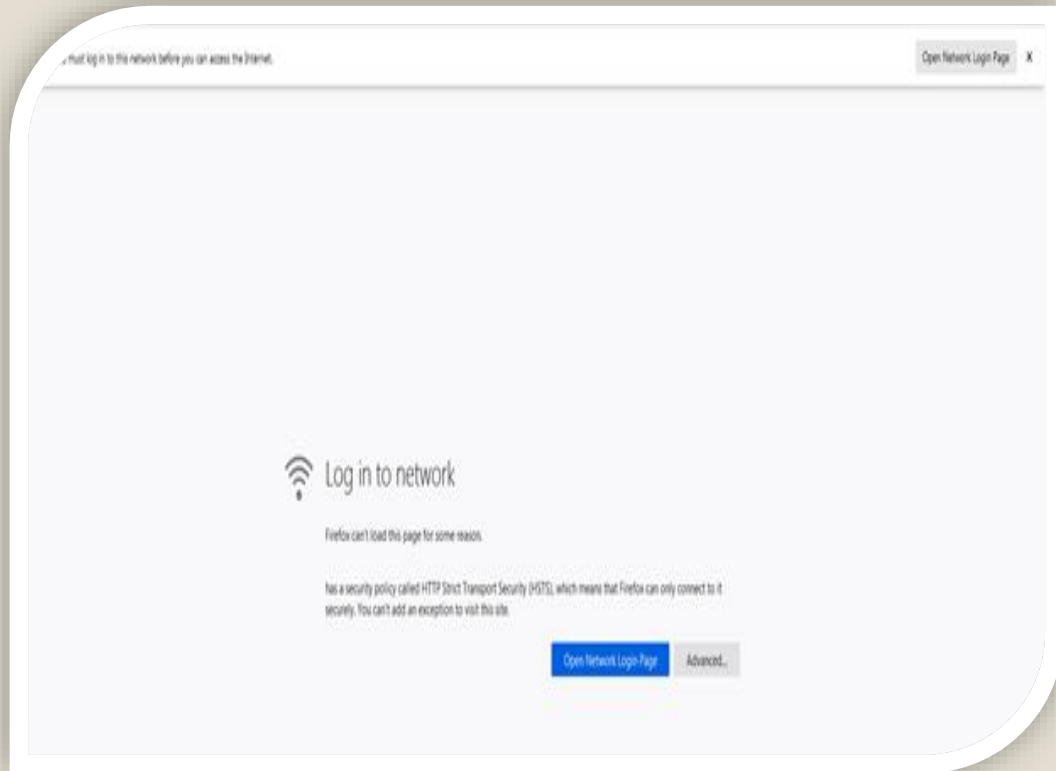 must log in to this network before you can access the Internet.
Open Network Login Page X
Log in to network
Firefox can't load this page for some reason.
has a security policy called HTTP Strict Transport Security (HSTS), which means that Firefox can only connect to it
securely. You can't add an exception to visit this site.
Open Network Login Page Advanced...